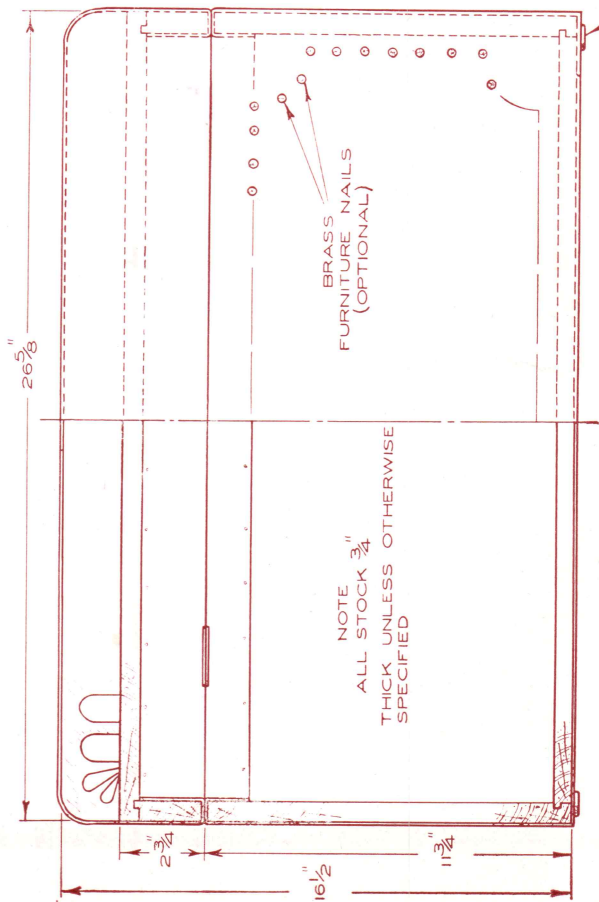 26 5/8"
BRASS
FURNITURE NAILS
(OPTIONAL)
NOTE
ALL STOCK 3/4"
THICK UNLESS OTHERWISE
SPECIFIED
2 3/4"
11 3/4"
16 1/2"